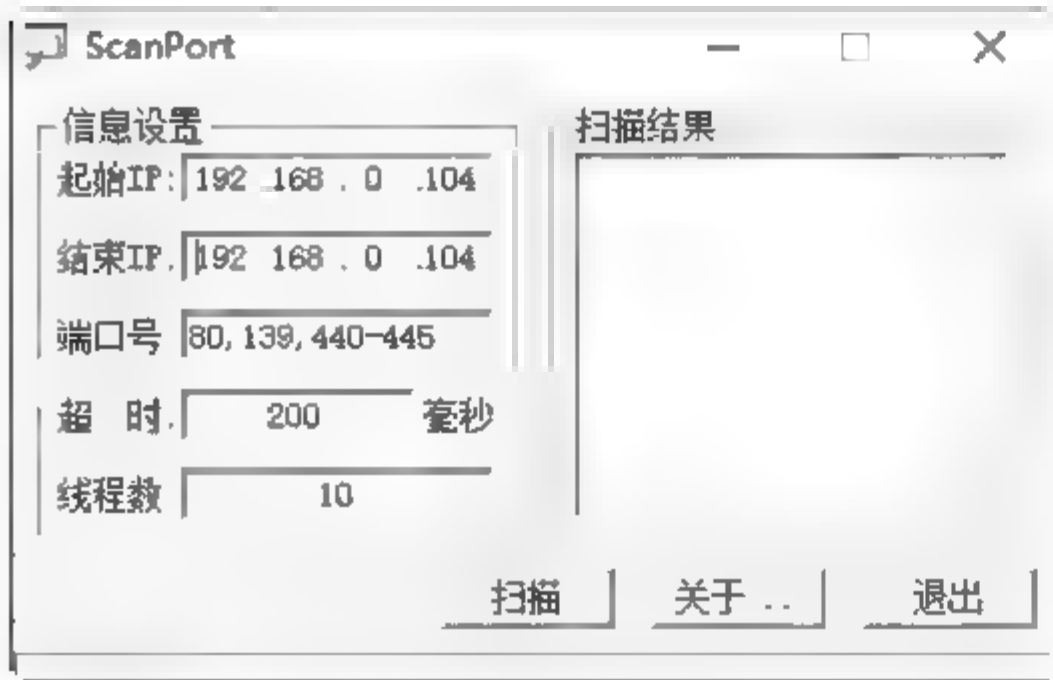 ScanPort
信息设置
起始IP: 192 168 . 0 .104
结束IP. 192 168 . 0 .104
端口号 80,139,440-445
超 时. 200 毫秒
线程数 10
扫描结果
扫描 关于 .. 退出